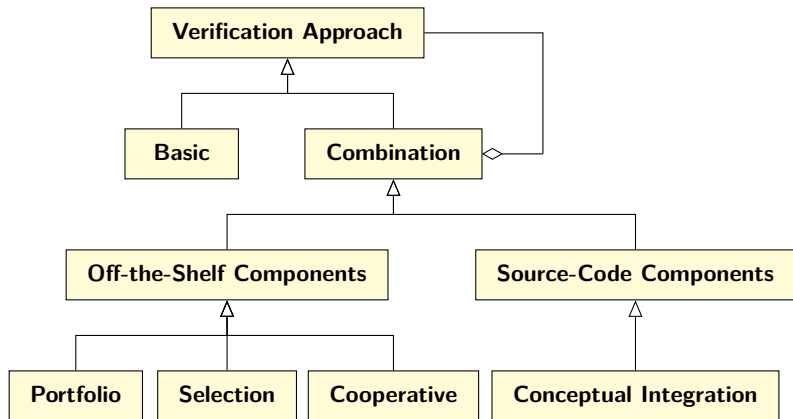 Verification Approach
Basic
Combination
Off-the-Shelf Components
Source-Code Components
Portfolio
Selection
Cooperative
Conceptual Integration